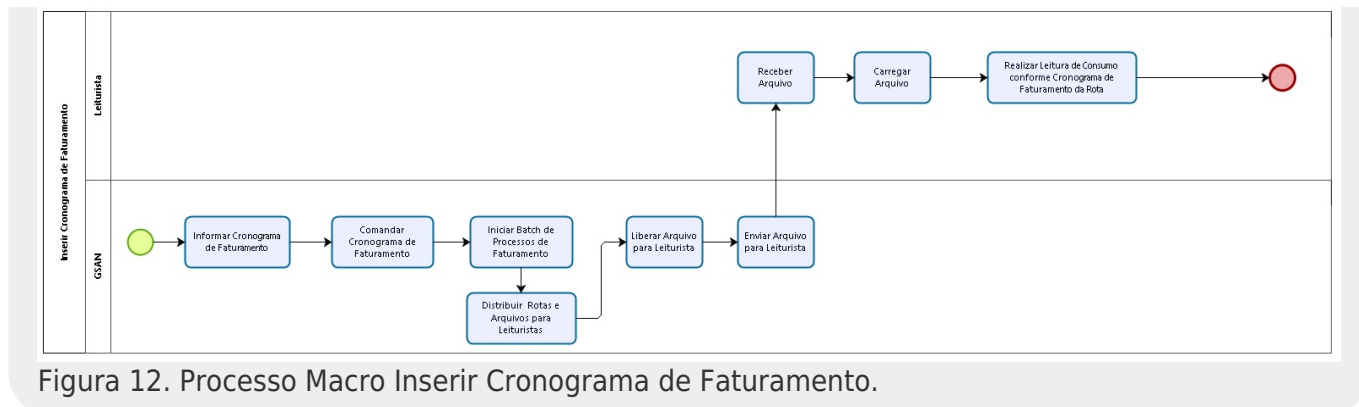 Inserir Cronograma de Faturamento
Leiturista
Receber
Arquivo
Carregar
Arquivo
Realizar Leitura de Consumo
conforme Cronograma de
Faturamento da Rota
GSAN
Informar Cronograma
de Faturamento
Comandar
Cronograma de
Faturamento
Iniciar Batch de
Processos de
Faturamento
Distribuir Rotas e
Arquivos para
Leituristas
Liberar Arquivo
para Leiturista
Enviar Arquivo
para Leiturista
Figura 12. Processo Macro Inserir Cronograma de Faturamento.